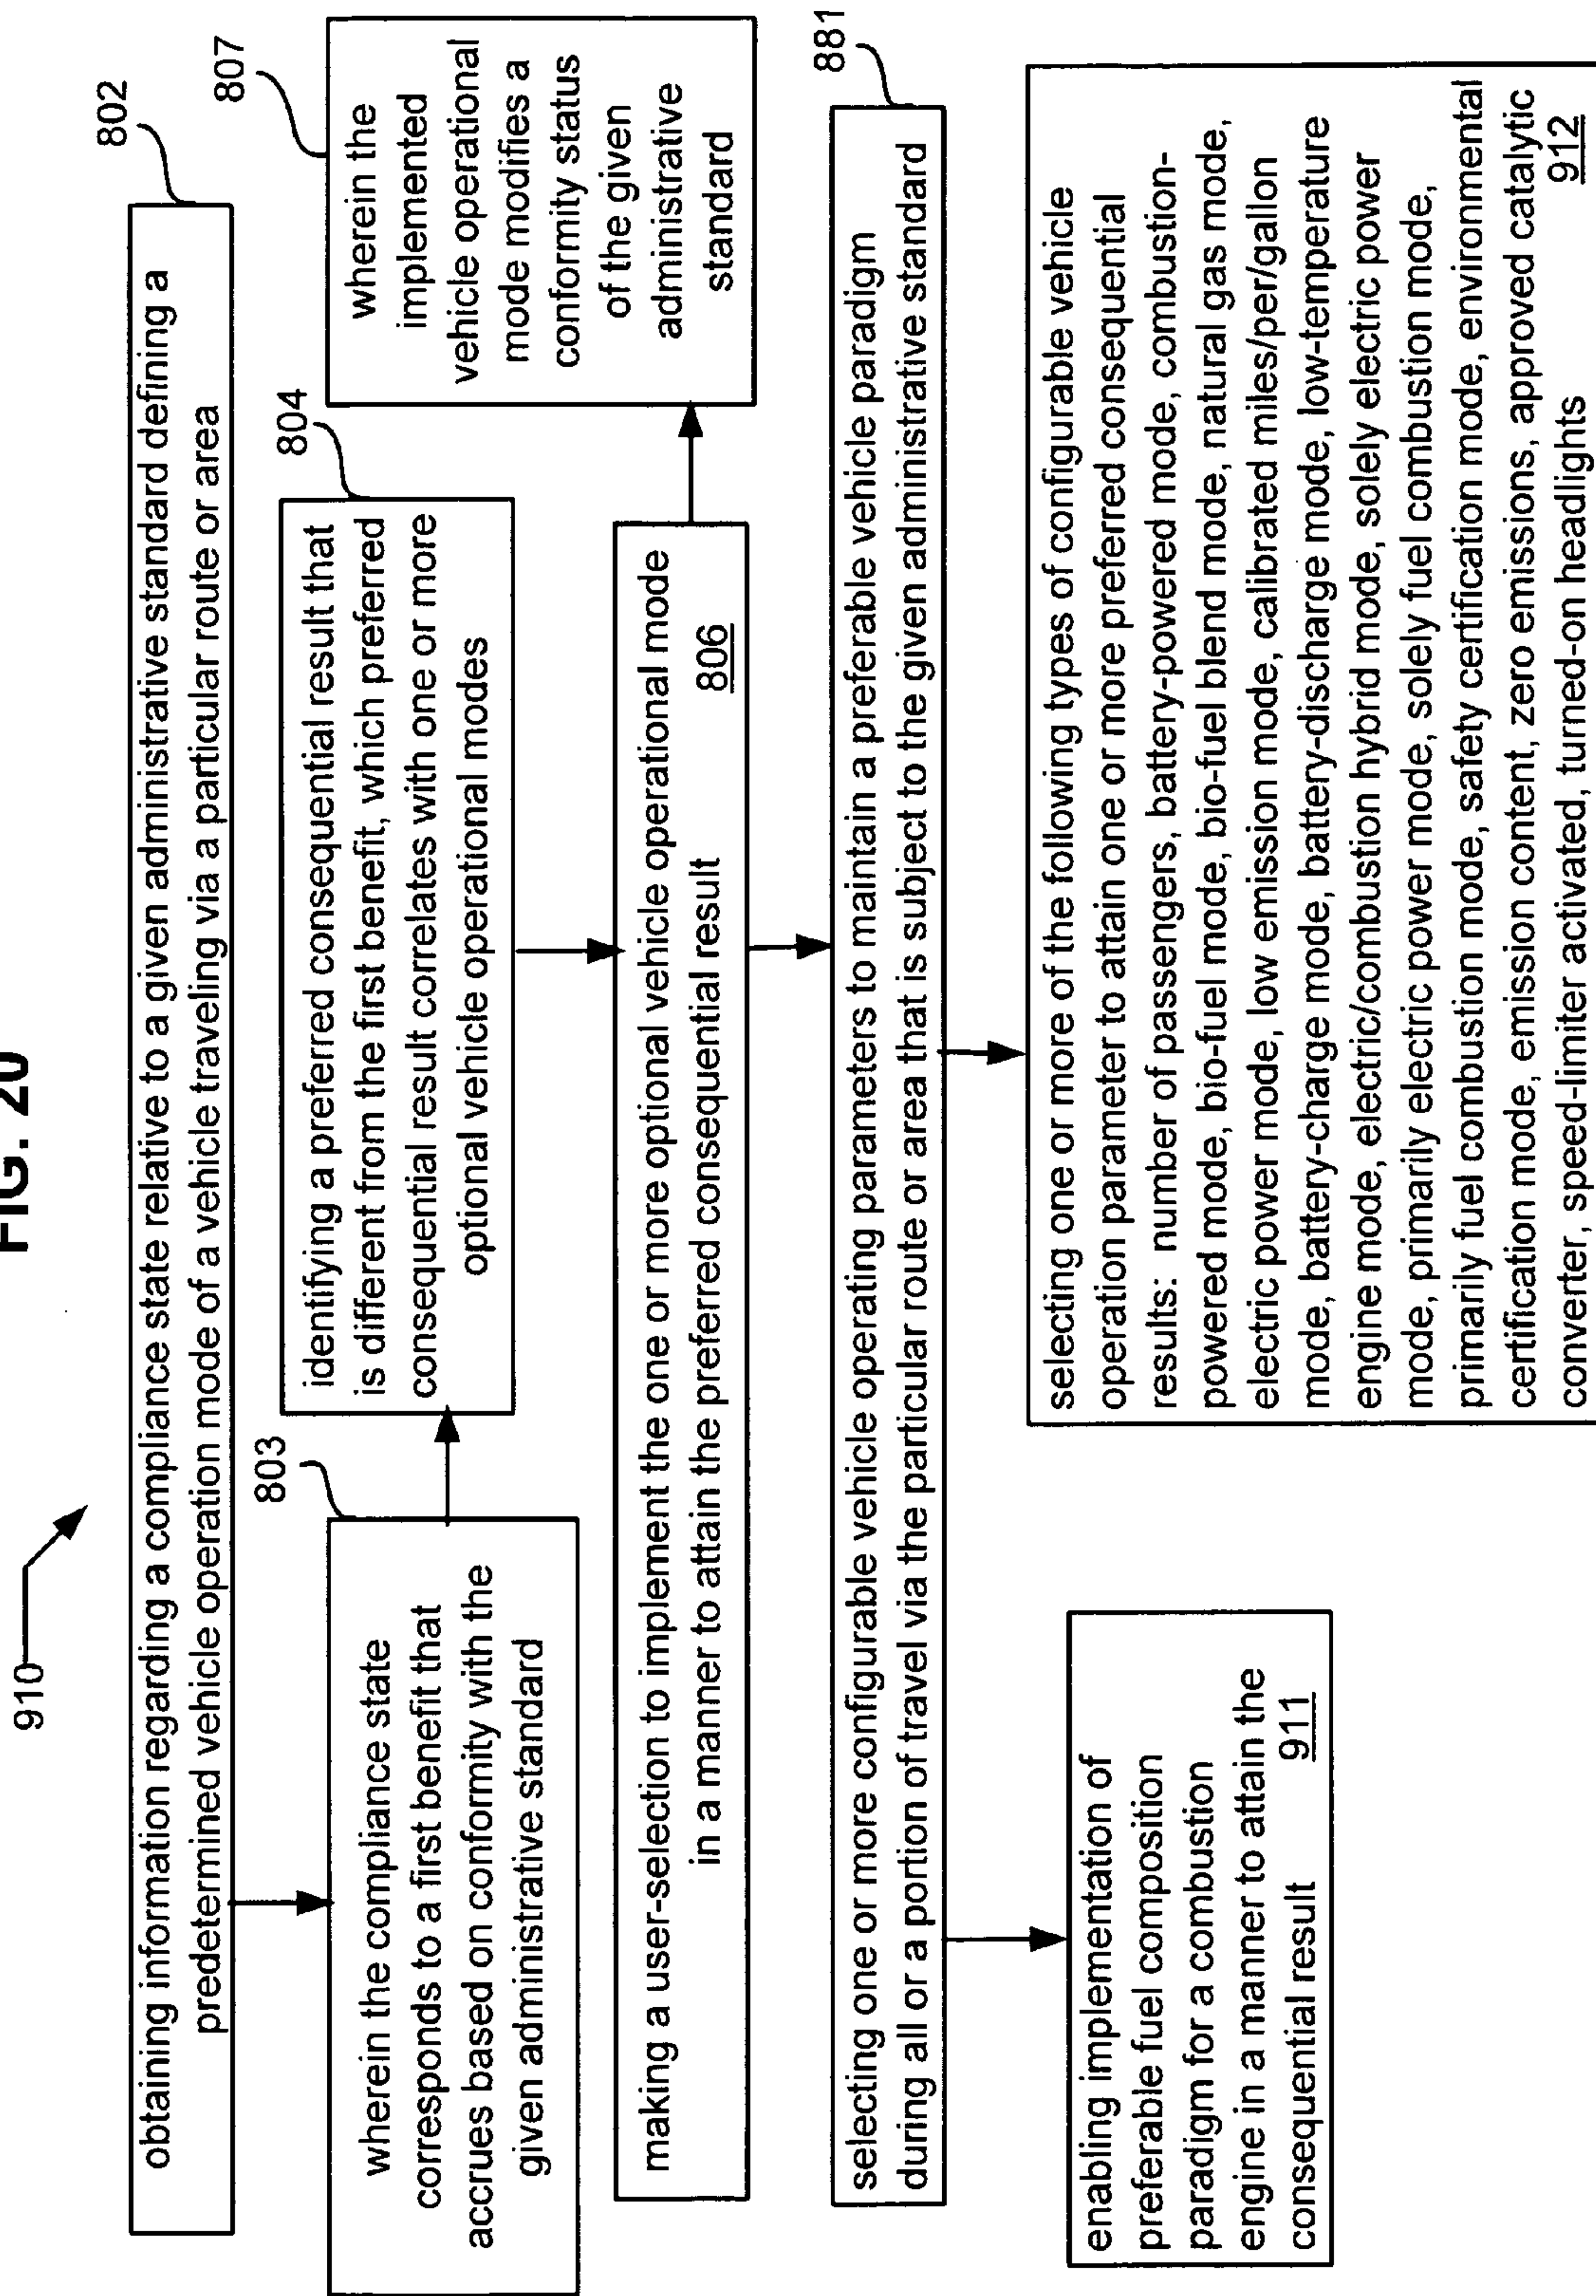 FIG. 20
910
802
obtaining information regarding a compliance state relative to a given administrative standard defining a
predetermined vehicle operation mode of a vehicle traveling via a particular route or area
803
wherein the compliance state
corresponds to a first benefit that
accrues based on conformity with the
given administrative standard
804
identifying a preferred consequential result that
is different from the first benefit, which preferred
consequential result correlates with one or more
optional vehicle operational modes
807
wherein the
implemented
vehicle operational
mode modifies a
conformity status
of the given
administrative
standard
making a user-selection to implement the one or more optional vehicle operational mode
in a manner to attain the preferred consequential result 806
881
selecting one or more configurable vehicle operating parameters to maintain a preferable vehicle paradigm
during all or a portion of travel via the particular route or area that is subject to the given administrative standard
enabling implementation of
preferable fuel composition
paradigm for a combustion
engine in a manner to attain the
consequential result 911
selecting one or more of the following types of configurable vehicle
operation parameter to attain one or more preferred consequential
results: number of passengers, battery-powered mode, combustion-
powered mode, bio-fuel mode, bio-fuel blend mode, natural gas mode,
electric power mode, low emission mode, calibrated miles/per/gallon
mode, battery-charge mode, battery-discharge mode, low-temperature
engine mode, electric/combustion hybrid mode, solely electric power
mode, primarily electric power mode, solely fuel combustion mode,
primarily fuel combustion mode, safety certification mode, environmental
certification mode, emission content, zero emissions, approved catalytic
converter, speed-limiter activated, turned-on headlights 912